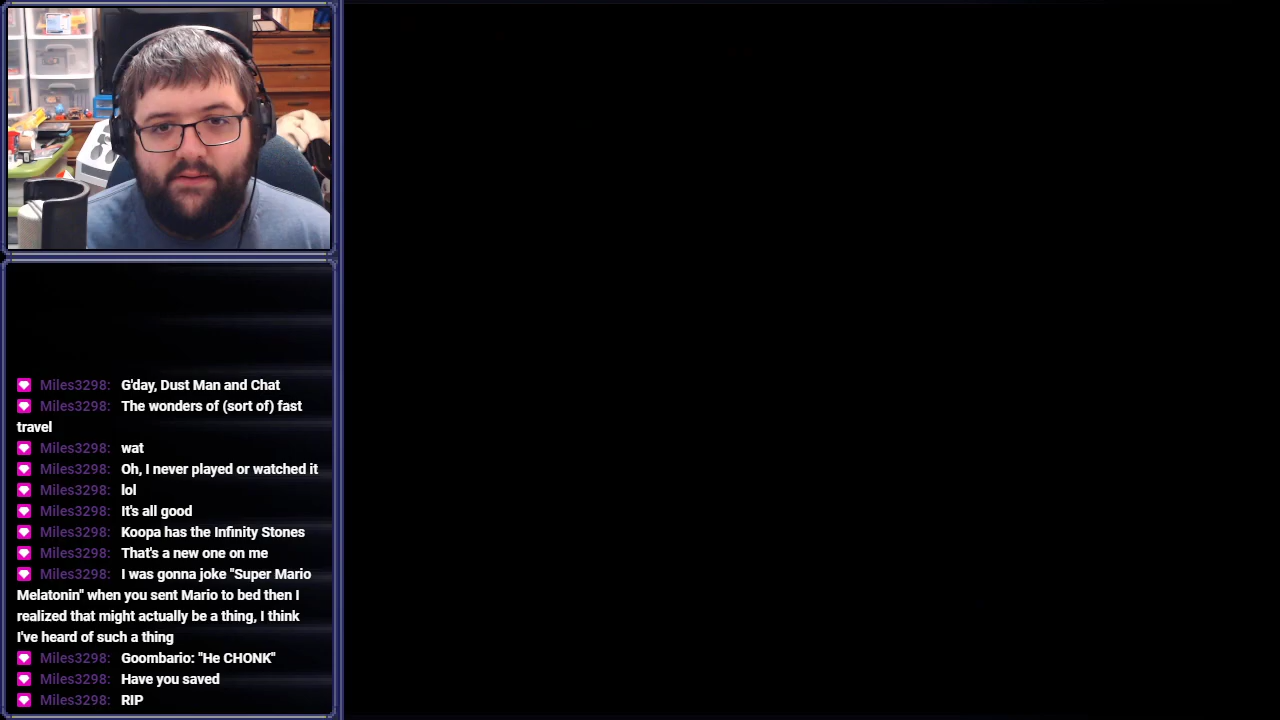 Miles3298: G'day, Dust Man and Chat
Miles3298: The wonders of (sort of) fast
travel
Miles3298: wat
Miles3298: Oh, I never played or watched it
Miles3298: lol
Miles3298: It's all good
Miles3298: Koopa has the Infinity Stones
Miles3298: That's a new one on me
Miles3298: I was gonna joke "Super Mario
Melatonin" when you sent Mario to bed then I
realized that might actually be a thing, I think
I've heard of such a thing
Miles3298: Goombario: "He CHONK"
Miles3298: Have you saved
Miles3298: RIP